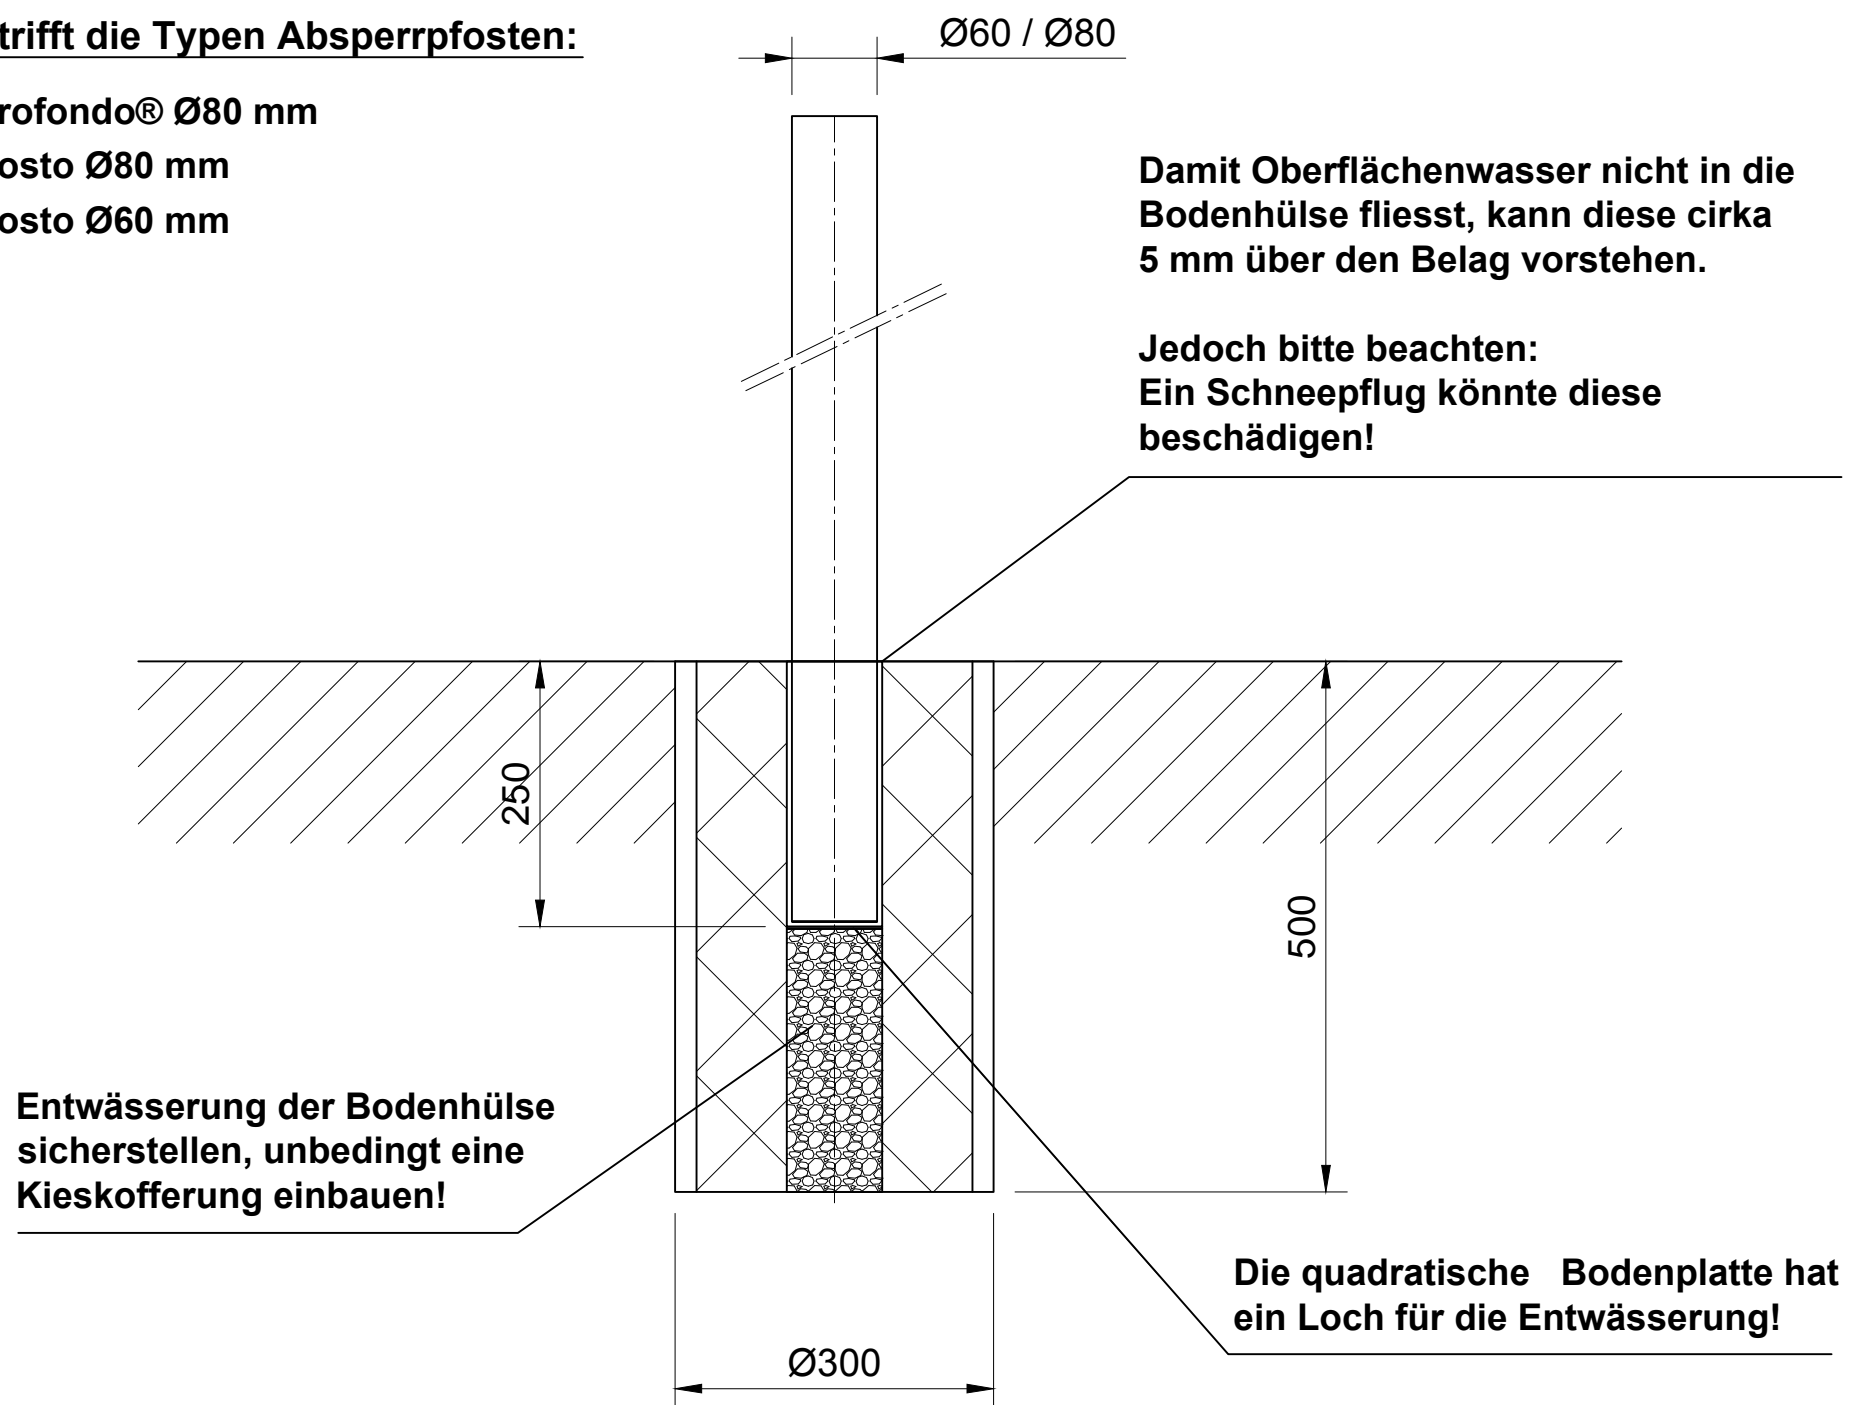 trifft die Typen Absperrpfosten:
rofondo® Ø80 mm
osto Ø80 mm
osto Ø60 mm
Ø60 / Ø80
Damit Oberflächenwasser nicht in die
Bodenhülse fliesst, kann diese cirka
5 mm über den Belag vorstehen.
Jedoch bitte beachten:
Ein Schneepflug könnte diese
beschädigen!
250
500
Entwässerung der Bodenhülse
sicherstellen, unbedingt eine
Kieskofferung einbauen!
Die quadratische Bodenplatte hat
ein Loch für die Entwässerung!
Ø300